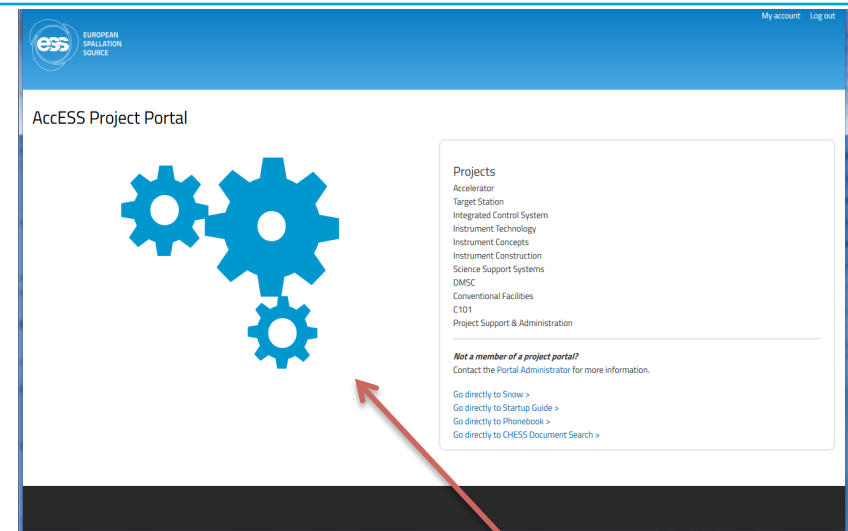 My account Log out
ess
EUROPEAN
SPALLATION
SOURCE
AccESS Project Portal
Projects
Accelerator
Target Station
Integrated Control System
Instrument Technology
Instrument Concepts
Instrument Construction
Science Support Systems
DMSC
Conventional Facilities
C101
Project Support & Administration
Not a member of a project portal?
Contact the Portal Administrator for more information.
Go directly to Snow >
Go directly to Startup Guide >
Go directly to Phonebook >
Go directly to CHESS Document Search >